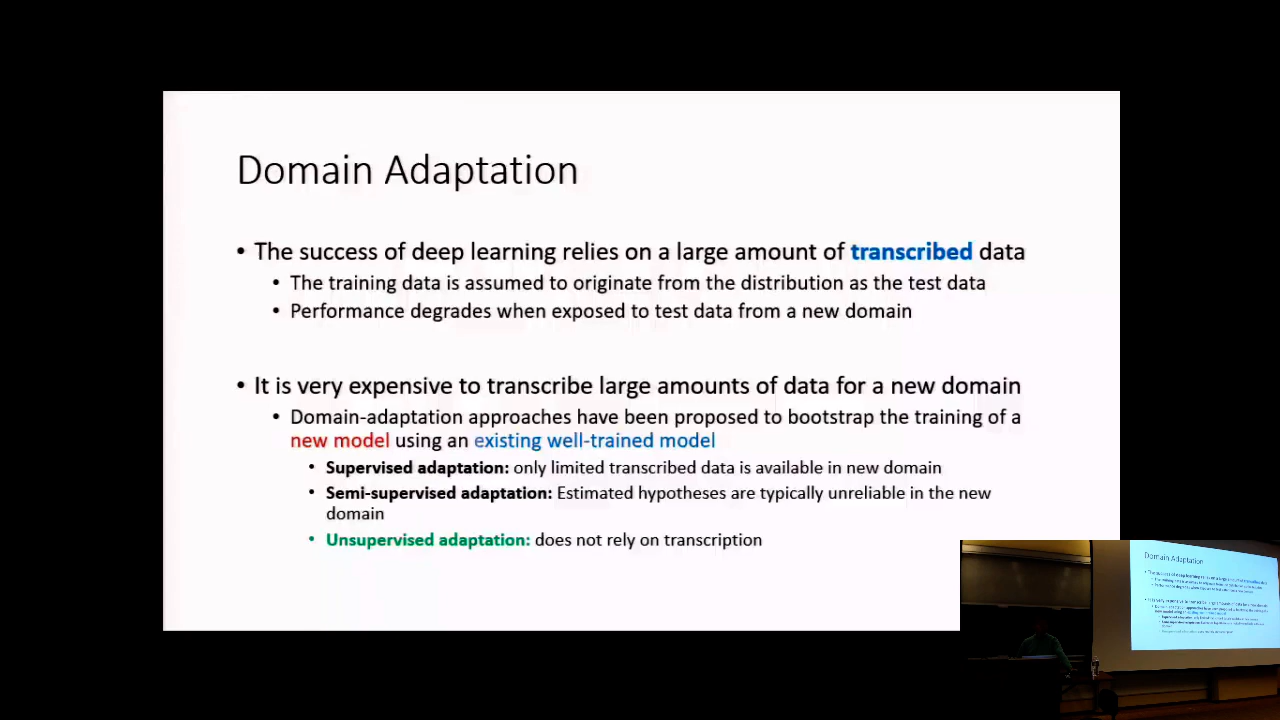 Domain Adaptation
• The success of deep learning relies on a large amount of transcribed data
• The training data is assumed to originate from the distribution as the test data
• Performance degrades when exposed to test data from a new domain
• It is very expensive to transcribe large amounts of data for a new domain
• Domain-adaptation approaches have been proposed to bootstrap the training of a
new model using an existing well-trained model
• Supervised adaptation: only limited transcribed data is available in new domain
• Semi-supervised adaptation: Estimated hypotheses are typically unreliable in the new
domain
• Unsupervised adaptation: does not rely on transcription
Domain Adaptation